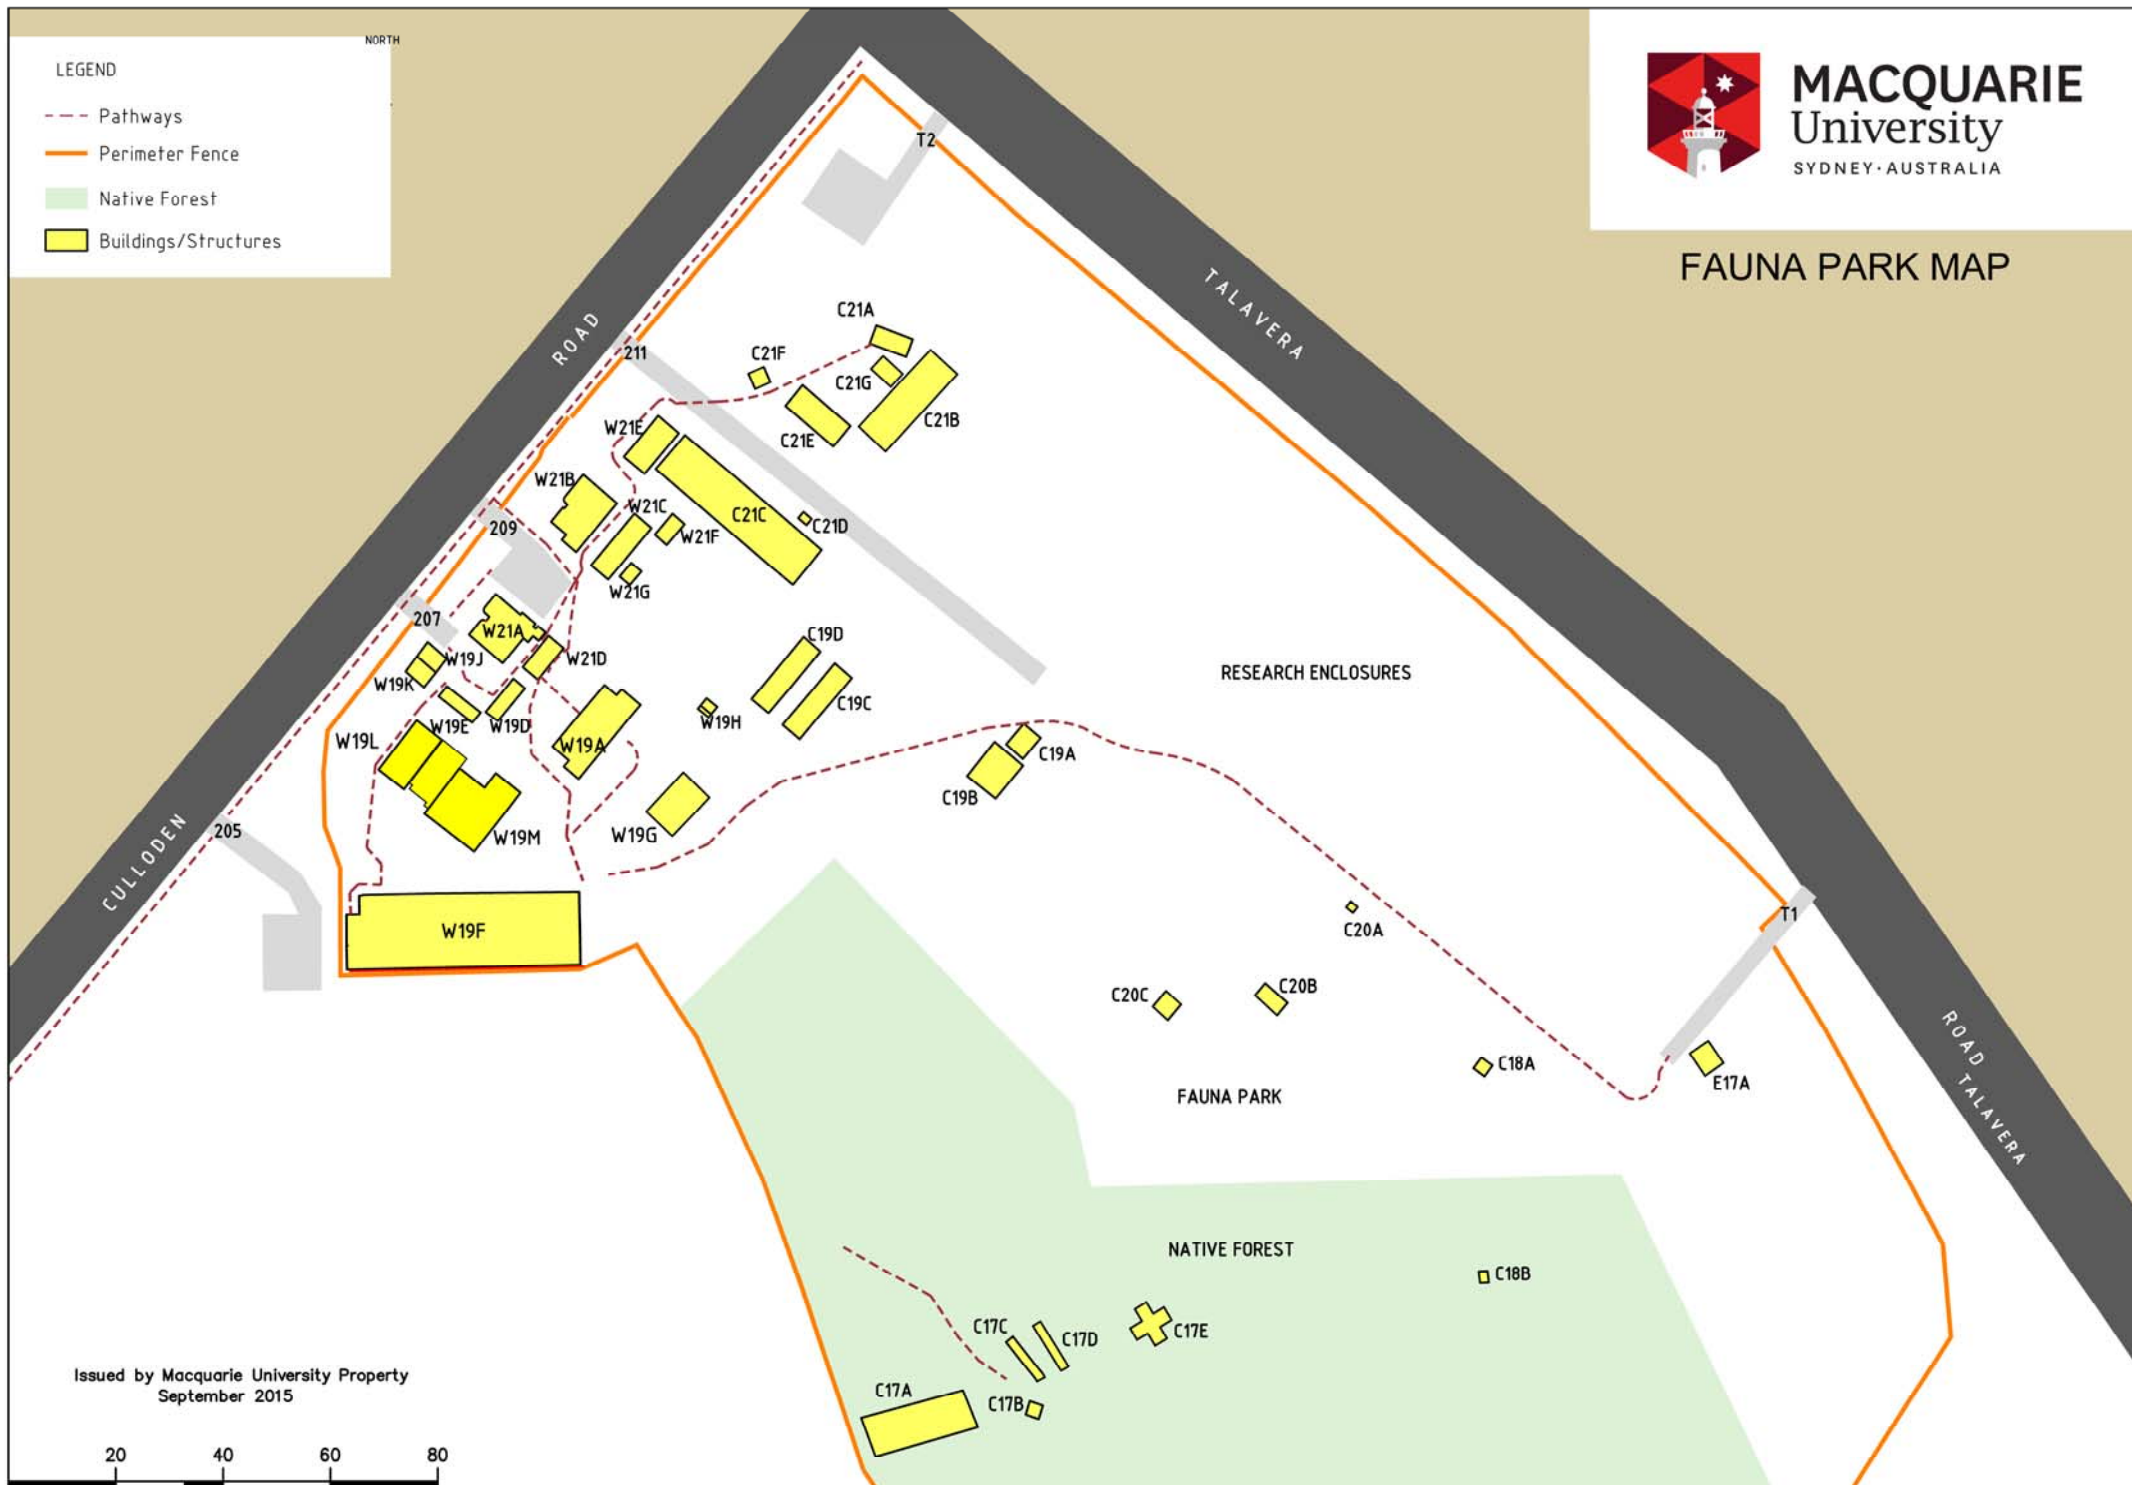 NORTH
LEGEND
Pathways
Perimeter Fence
Native Forest
Buildings/Structures
MACQUARIE
University
SYDNEY·AUSTRALIA
FAUNA PARK MAP
T2
TALAVERA
ROAD
211
C21A
C21F
C21G
C21B
C21E
W21E
W21B
W21C
C21C
C21D
W21F
209
W21G
207
W21A
W21D
C19D
W19J
W19K
C19C
W19E
W19D
W19H
W19L
W19A
C19A
C19B
W19M
W19G
RESEARCH ENCLOSURES
CULLODEN
205
W19F
C20A
T1
C20C
C20B
C18A
E17A
FAUNA PARK
ROAD TALAVERA
NATIVE FOREST
C18B
C17C
C17D
C17E
C17A
C17B
Issued by Macquarie University Property
September 2015
20 40 60 80